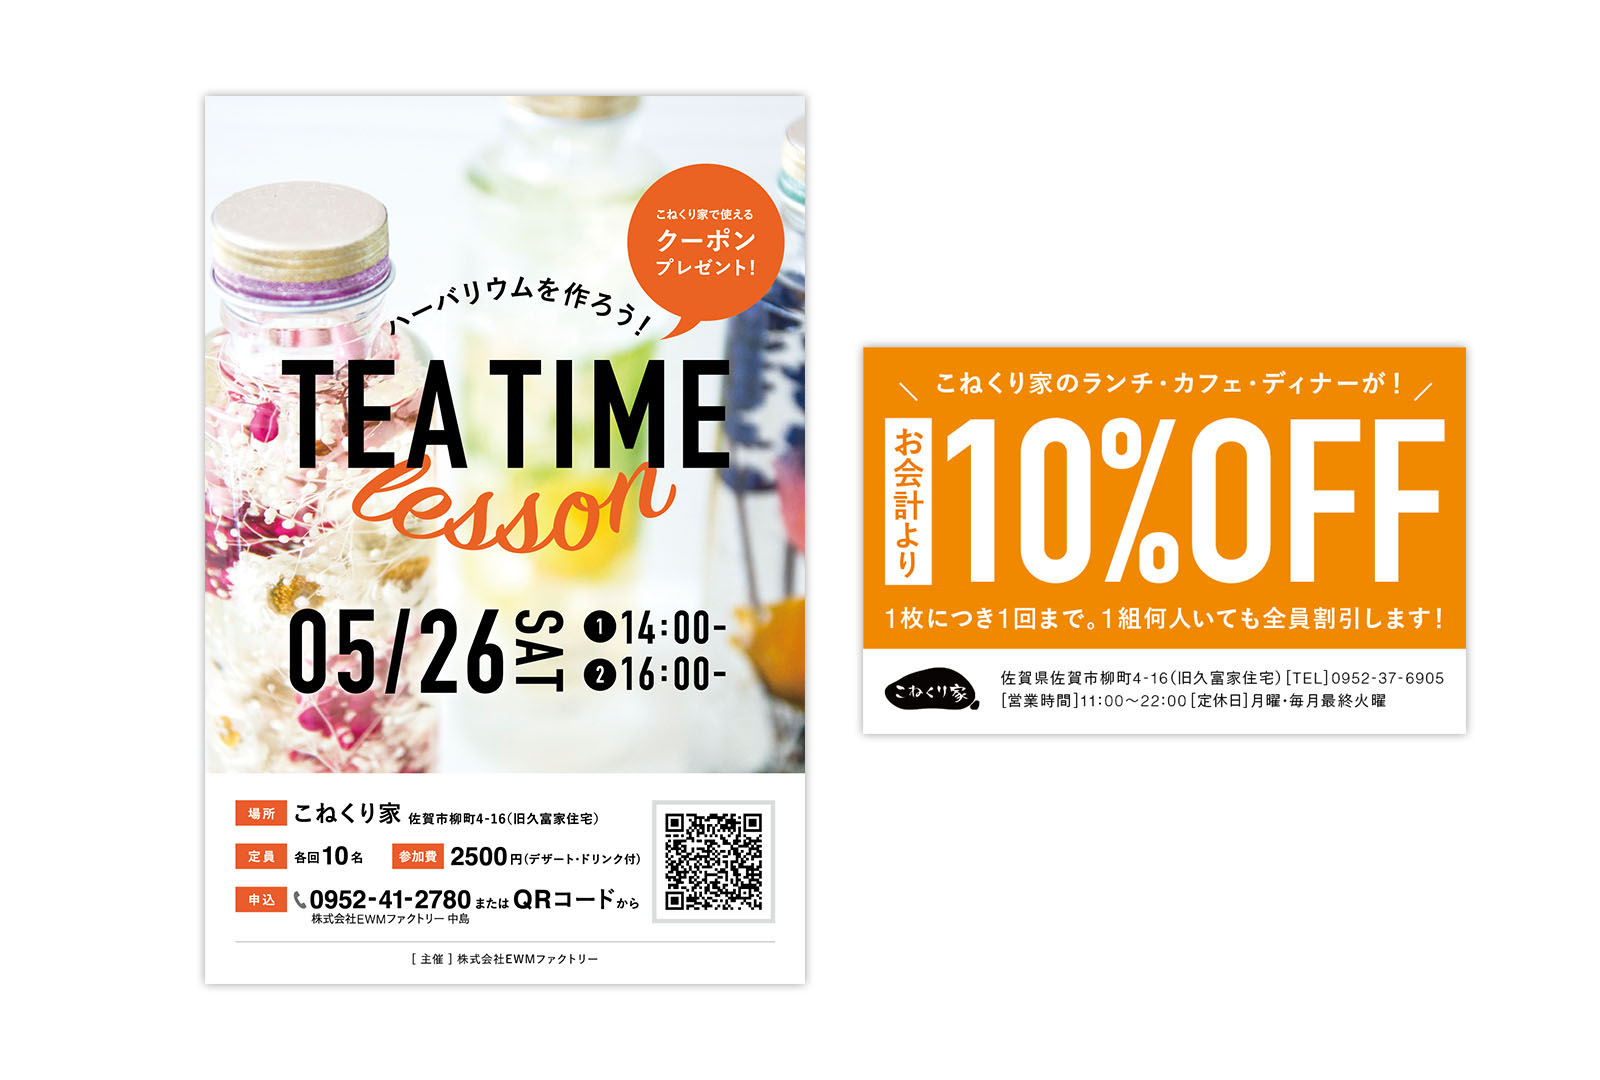 こねくり家で使える
クーポン
プレゼント!
ハーバリウムを作ろう!
TEA TIME
lesson
05/26 SAT
1 14:00-
2 16:00-
場所 こねくり家 佐賀市柳町4-16(旧久富家住宅)
定員 各回10名 参加費 2500円(デザート・ドリンク付)
申込 0952-41-2780 または QRコードから
株式会社EWMファクトリー 中島
[ 主催 ] 株式会社EWMファクトリー
こねくり家のランチ・カフェ・ディナーが!
お会計より
10%OFF
1枚につき1回まで。1組何人いても全員割引します!
こねくり家
佐賀県佐賀市柳町4-16(旧久富家住宅)[TEL]0952-37-6905
[営業時間]11:00〜22:00[定休日]月曜・毎月最終火曜